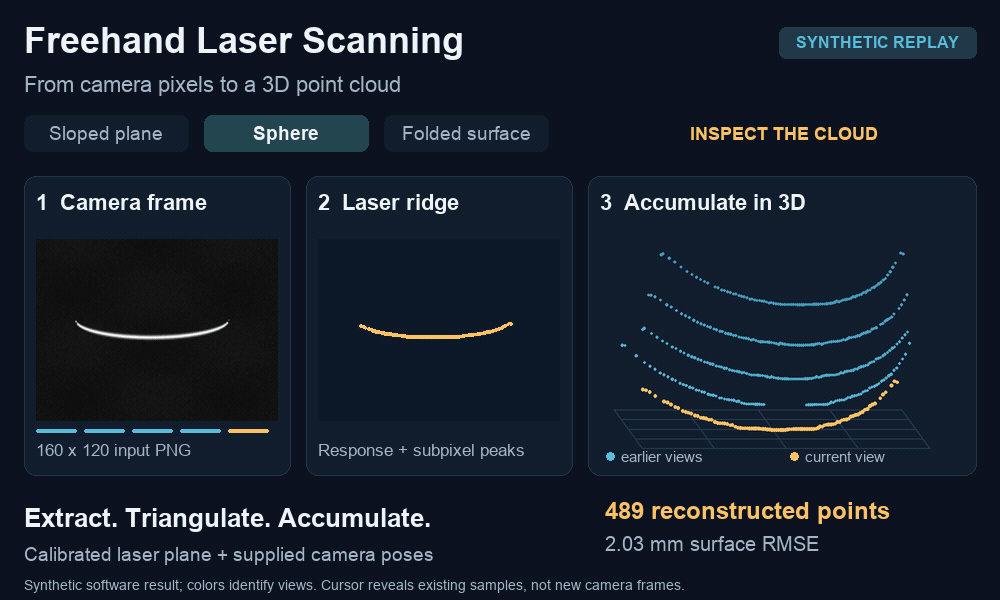 Freehand Laser Scanning
SYNTHETIC REPLAY
From camera pixels to a 3D point cloud
Sloped plane
Sphere
Folded surface
INSPECT THE CLOUD
1 Camera frame
2 Laser ridge
3 Accumulate in 3D
160 x 120 input PNG
Response + subpixel peaks
earlier views
current view
Extract. Triangulate. Accumulate.
489 reconstructed points
Calibrated laser plane + supplied camera poses
2.03 mm surface RMSE
Synthetic software result; colors identify views. Cursor reveals existing samples, not new camera frames.